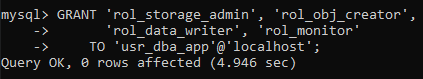 mysql> GRANT 'rol_storage_admin', 'rol_obj_creator',
    ->       'rol_data_writer', 'rol_monitor'
    ->    TO 'usr_dba_app'@'localhost';
Query OK, 0 rows affected (4.946 sec)